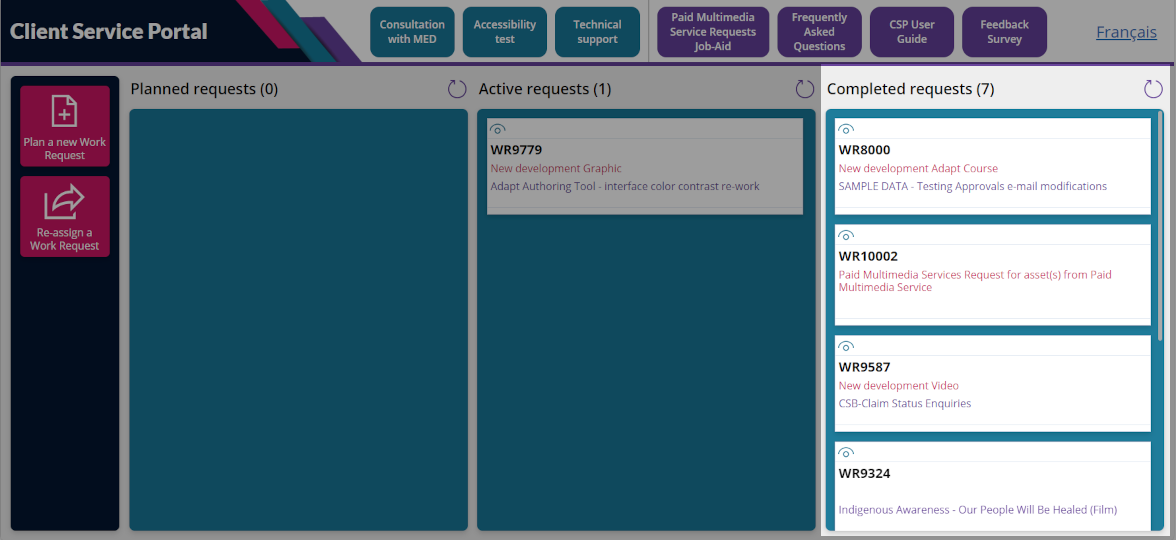 Client Service Portal
Consultation
with MED
Accessibility
test
Technical
support
Paid Multimedia
Service Requests
Job-Aid
Frequently
Asked
Questions
CSP User
Guide
Feedback
Survey
Français
Plan a new Work
Request
Re-assign a
Work Request
Planned requests (0)
Active requests (1)
WR9779
New development Graphic
Adapt Authoring Tool - interface color contrast re-work
Completed requests (7)
WR8000
New development Adapt Course
SAMPLE DATA - Testing Approvals e-mail modifications
WR10002
Paid Multimedia Services Request for asset(s) from Paid
Multimedia Service
WR9587
New development Video
CSB-Claim Status Enquiries
WR9324
Indigenous Awareness - Our People Will Be Healed (Film)